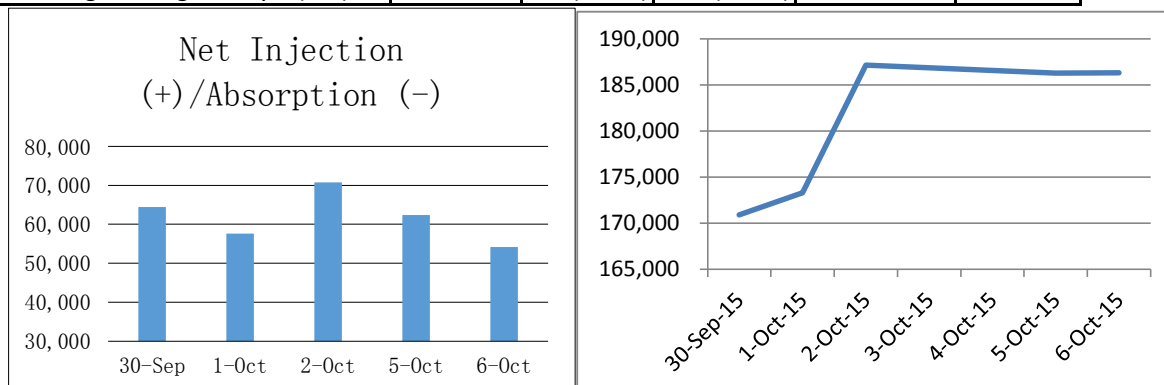 Net Injection
(+)/Absorption (-)
80,000
70,000
60,000
50,000
40,000
30,000
30-Sep 1-Oct 2-Oct 5-Oct 6-Oct
190,000
185,000
180,000
175,000
170,000
165,000
30-Sep-15
1-Oct-15
2-Oct-15
3-Oct-15
4-Oct-15
5-Oct-15
6-Oct-15